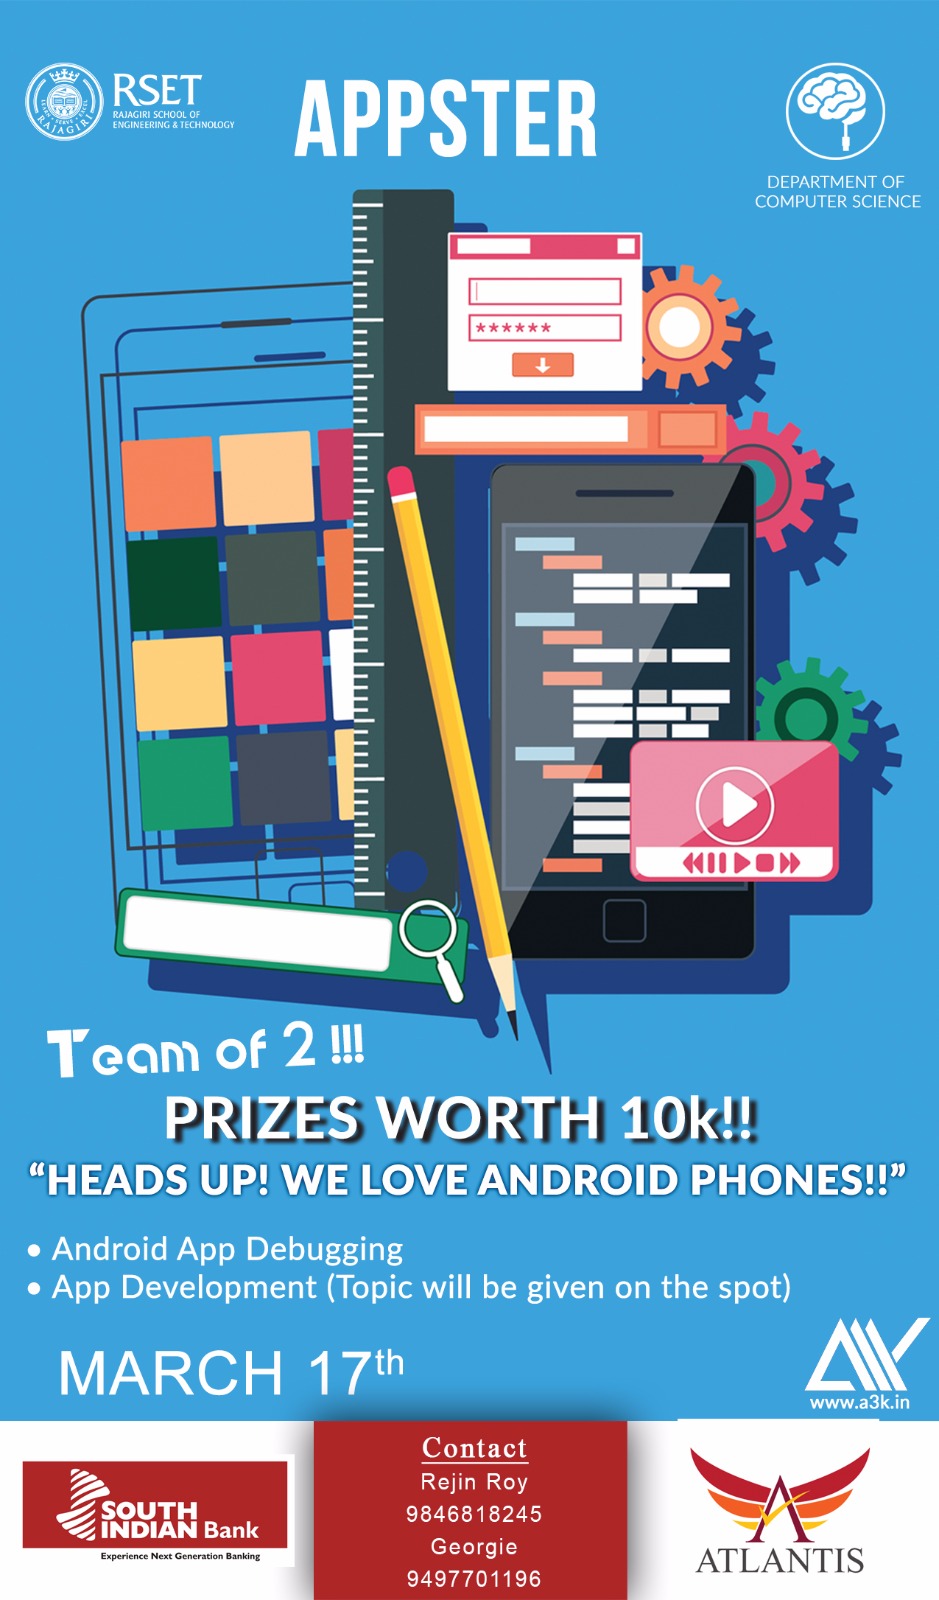 RSET
RAJAGIRI SCHOOL OF
ENGINEERING & TECHNOLOGY
RAJAGIRI
APPSTER
DEPARTMENT OF
COMPUTER SCIENCE
******
Team of 2 !!!
PRIZES WORTH 10k!!
“HEADS UP! WE LOVE ANDROID PHONES!!”
• Android App Debugging
• App Development (Topic will be given on the spot)
MARCH 17th
www.a3k.in
SOUTH
INDIAN Bank
Experience Next Generation Banking
Contact
Rejin Roy
9846818245
Georgie
9497701196
ATLANTIS